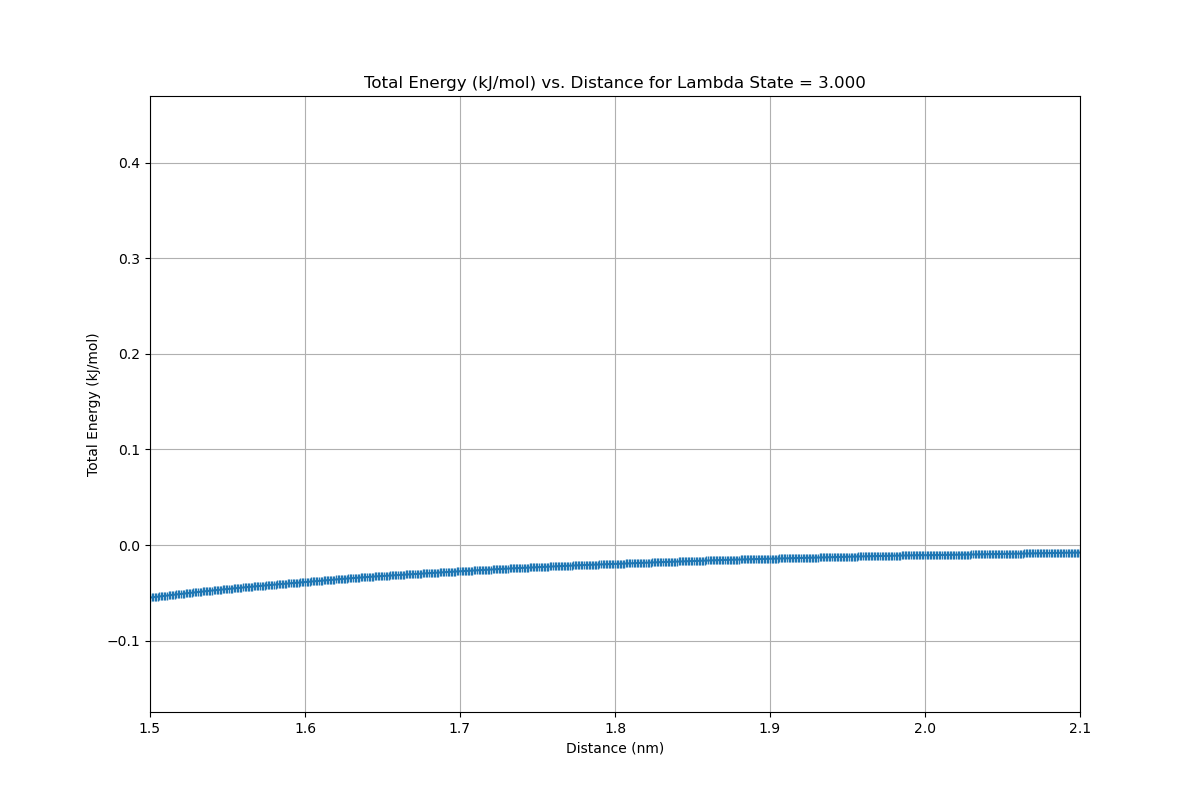 Total Energy (kJ/mol) vs. Distance for Lambda State = 3.000
0.4
0.3
0.2
0.1
0.0
−0.1
Total Energy (kJ/mol)
1.5 1.6 1.7 1.8 1.9 2.0 2.1
Distance (nm)